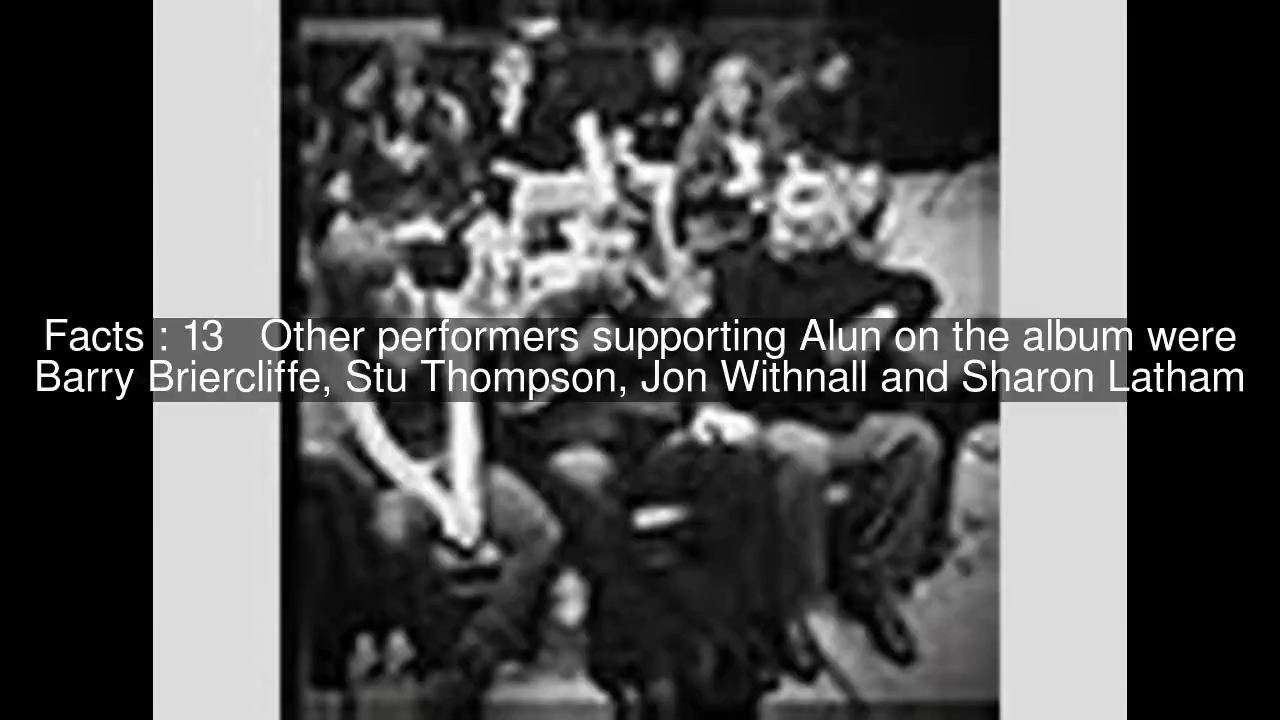 Facts : 13 Other performers supporting Alun on the album were
Barry Briercliffe, Stu Thompson, Jon Withnall and Sharon Latham